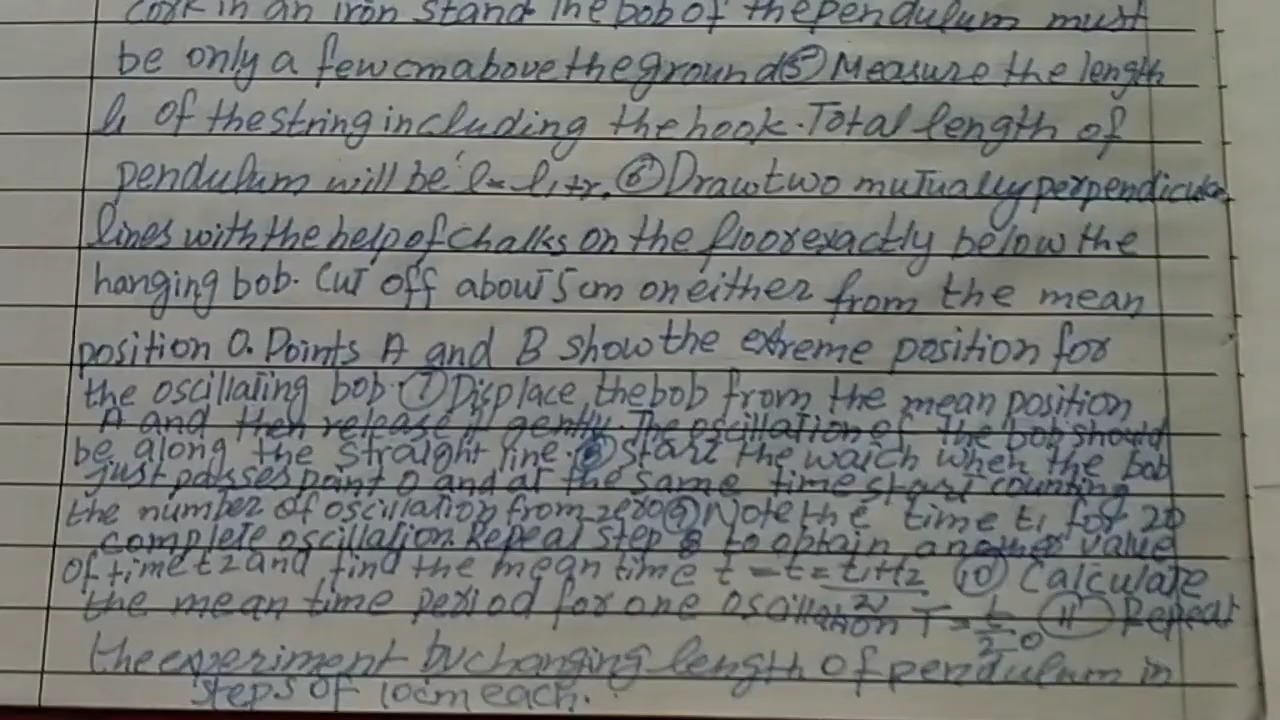 cork in an iron stand. The bob of the pendulum must
be only a few cm above the ground ⑤ Measure the length
l1 of the string including the hook. Total length of
pendulum will be l = l1+r. ⑥ Draw two mutually perpendicular
lines with the help of chalks on the floor exactly below the
hanging bob. Cut off about 5 cm on either from the mean
position O. Points A and B show the extreme position for
the oscillating bob. ⑦ Displace the bob from the mean position
A and then release it gently. The oscillation of the bob should
be along the straight line. ⑧ Start the watch when the bob
just passes point O and at the same time start counting
the number of oscillation from zero ⑨ Note the time t1 for 20
complete oscillation. Repeat step 8 to obtain another value
of time t2 and find the mean time t = t = t1+t2/2 ⑩ Calculate
the mean time period for one oscillation T = t/20 ⑪ Repeat
the experiment by changing length of pendulum in
steps of 10cm each.